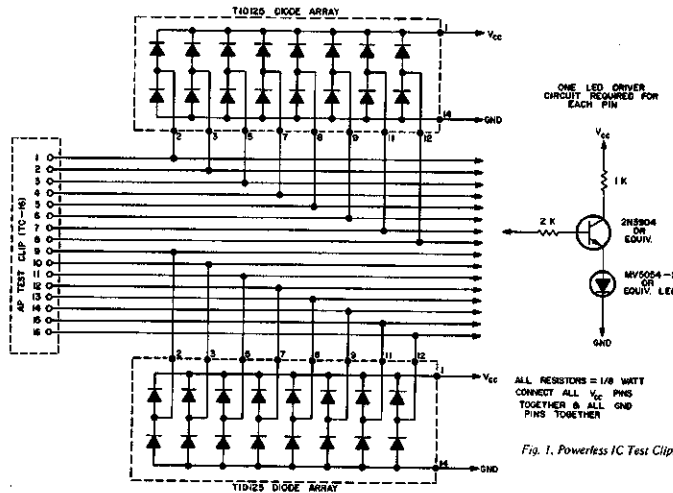 TID125 DIODE ARRAY
1
VCC
14
GND
2 3 5 7 8 9 11 12
AP TEST CLIP (TC-16)
1
2
3
4
5
6
7
8
9
10
11
12
13
14
15
16
2 3 5 7 8 9 11 12
1
VCC
14
GND
TID125 DIODE ARRAY
ONE LED DRIVER
CIRCUIT REQUIRED FOR
EACH PIN
VCC
1 K
2 K
2N3904
OR
EQUIV.
OR
EQUIV. LED
GND
ALL RESISTORS = 1/8 WATT
CONNECT ALL VCC PINS
TOGETHER & ALL GND
PINS TOGETHER
Fig. 1. Powerless IC Test Clip